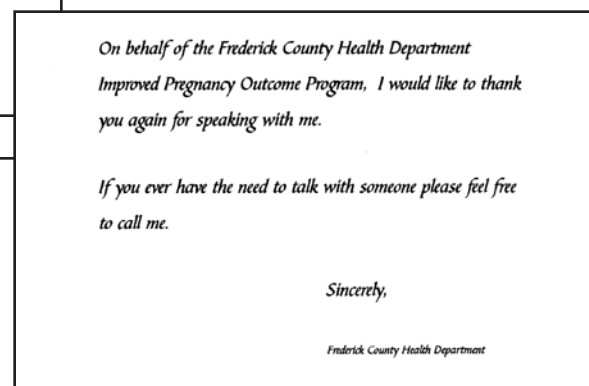 On behalf of the Frederick County Health Department
Improved Pregnancy Outcome Program, I would like to thank
you again for speaking with me.
If you ever have the need to talk with someone please feel free
to call me.
Sincerely,
Frederick County Health Department